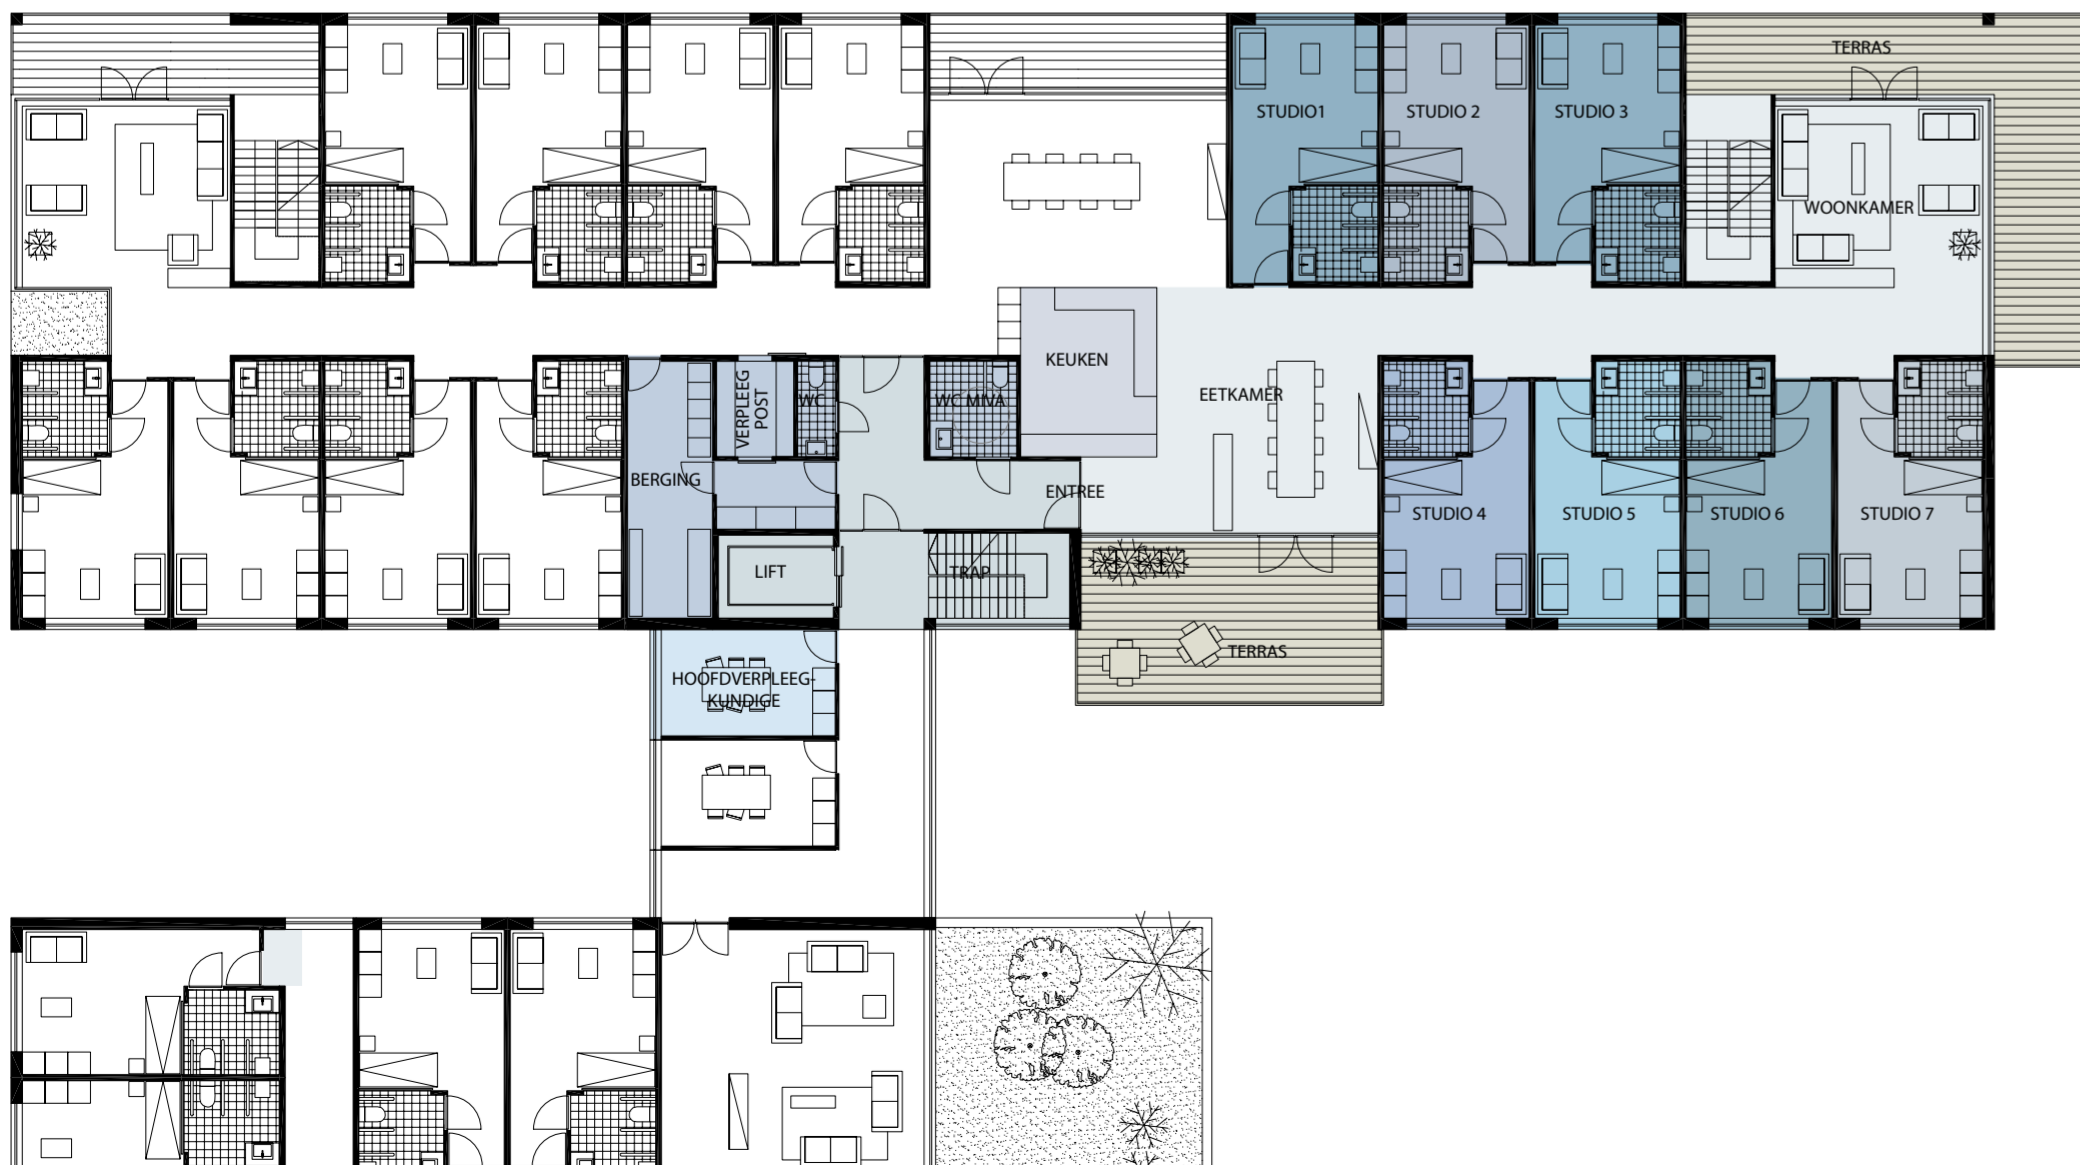 TERRAS
STUDIO1
STUDIO 2
STUDIO 3
WOONKAMER
KEUKEN
EETKAMER
VERPLEEG
POST
WC
WC MIVA
BERGING
ENTREE
STUDIO 4
STUDIO 5
STUDIO 6
STUDIO 7
LIFT
TRAP
TERRAS
HOOFDVERPLEEG-
KUNDIGE